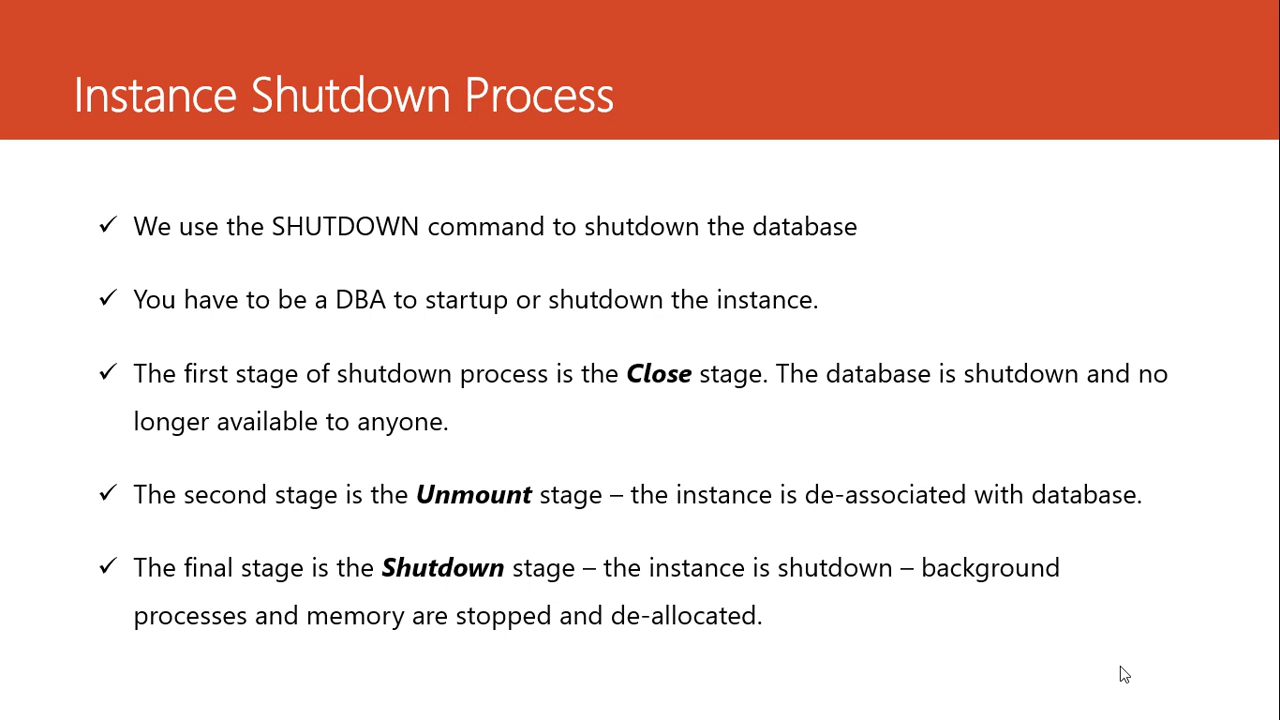 Instance Shutdown Process
✓ We use the SHUTDOWN command to shutdown the database
✓ You have to be a DBA to startup or shutdown the instance.
✓ The first stage of shutdown process is the Close stage. The database is shutdown and no
longer available to anyone.
✓ The second stage is the Unmount stage – the instance is de-associated with database.
✓ The final stage is the Shutdown stage – the instance is shutdown – background
processes and memory are stopped and de-allocated.